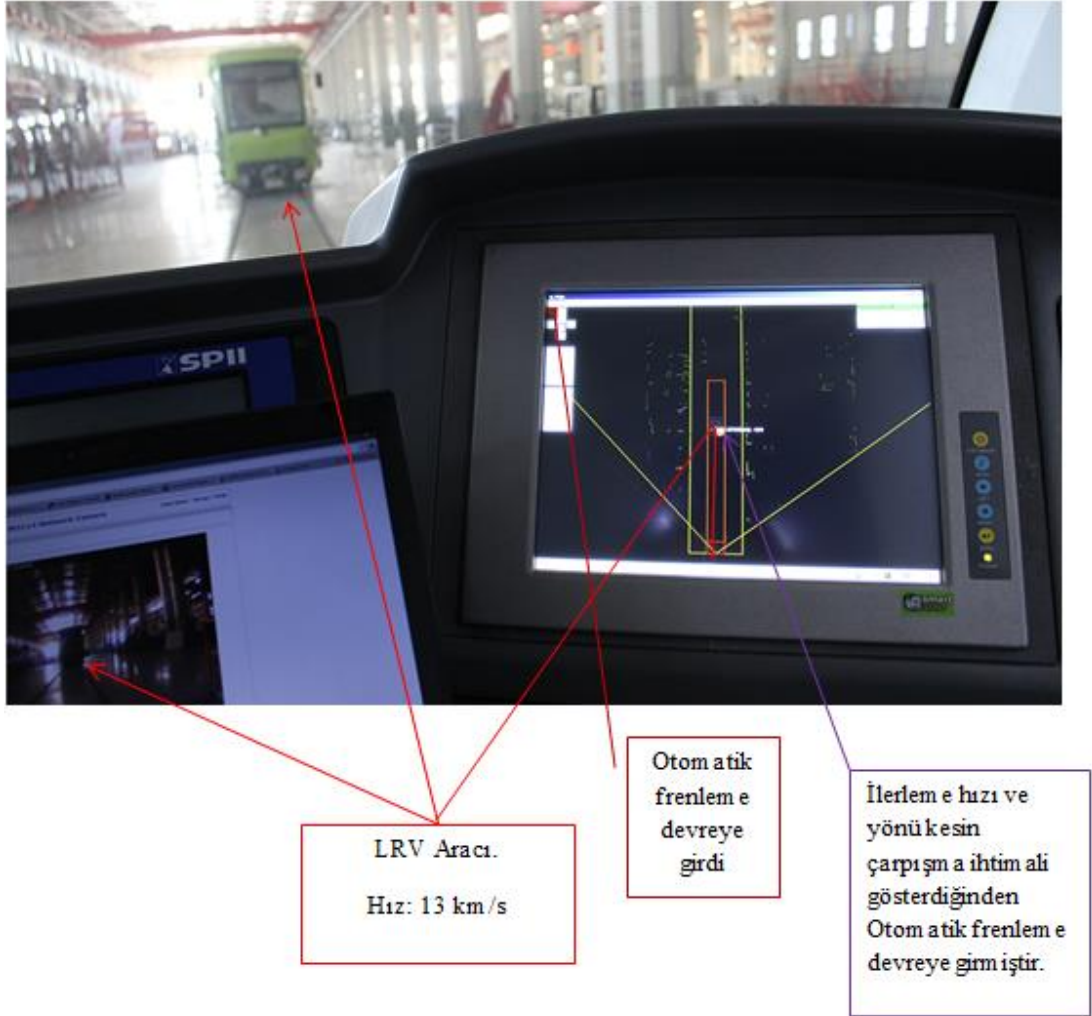 SPII
smart
LRV Aracı.
Hız: 13 km/s
Otomatik
frenleme
devreye
girdi
İlerleme hızı ve
yönü kesin
çarpışma ihtimali
gösterdiğinden
Otomatik frenleme
devreye girmiştir.